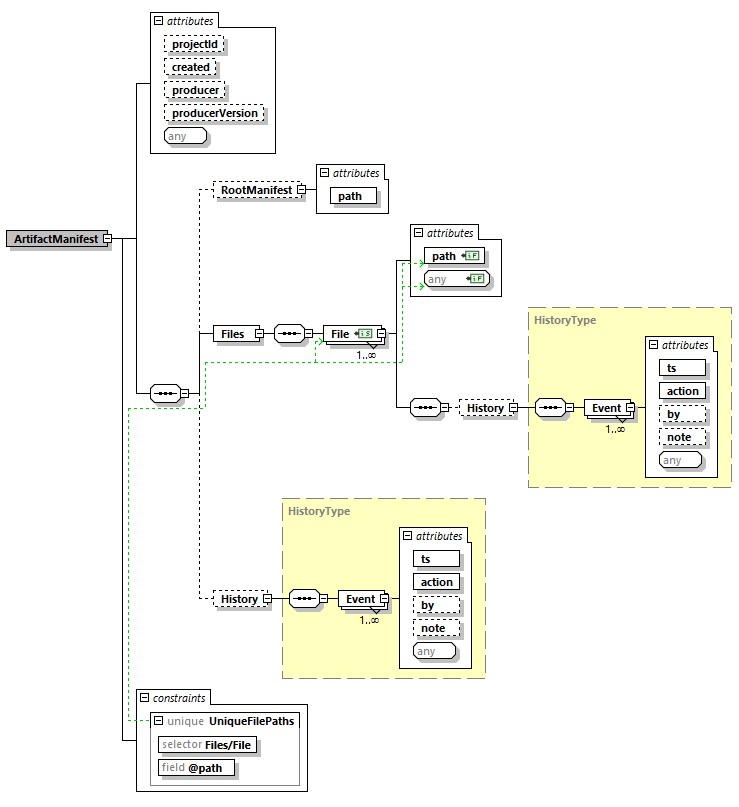 attributes
projectId
created
producer
producerVersion
any
RootManifest
attributes
path
ArtifactManifest
attributes
path
any
Files
File
1..∞
HistoryType
attributes
ts
action
by
note
any
History
Event
1..∞
HistoryType
attributes
ts
action
by
note
any
History
Event
1..∞
constraints
unique UniqueFilePaths
selector Files/File
field @path